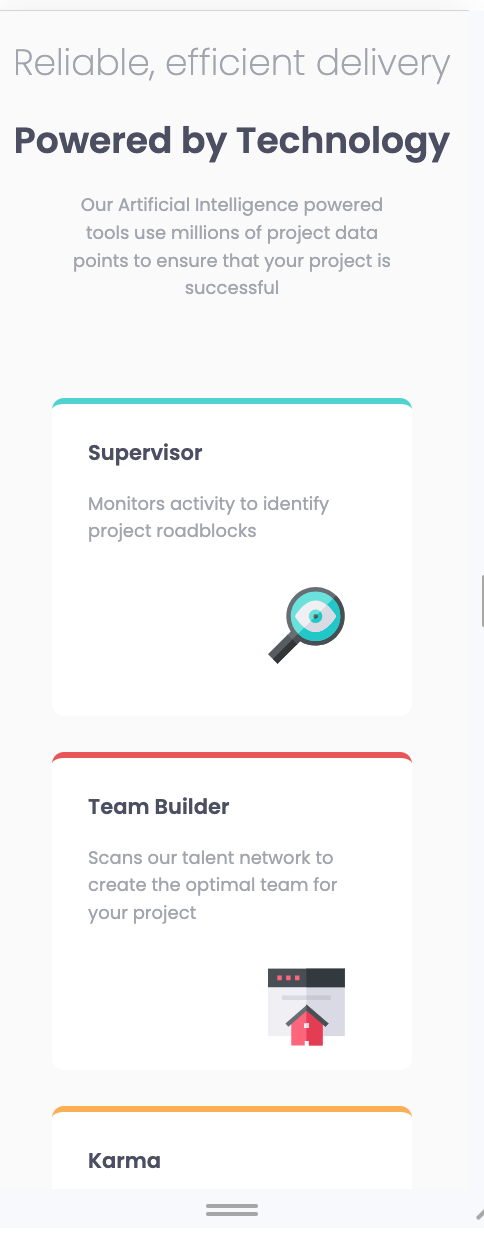 Reliable, efficient delivery
Powered by Technology
Our Artificial Intelligence powered
tools use millions of project data
points to ensure that your project is
successful
Supervisor
Monitors activity to identify
project roadblocks
Team Builder
Scans our talent network to
create the optimal team for
your project
Karma